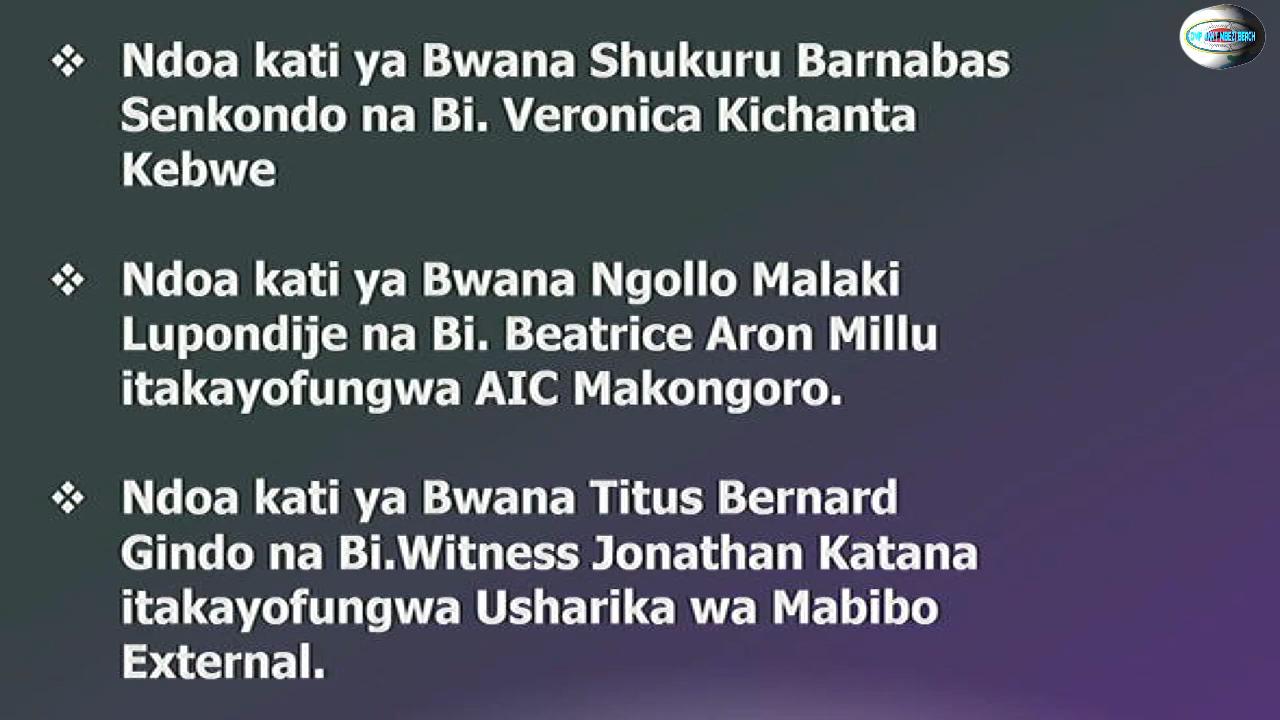 ❖ Ndoa kati ya Bwana Shukuru Barnabas
Senkondo na Bi. Veronica Kichanta
Kebwe
❖ Ndoa kati ya Bwana Ngollo Malaki
Lupondije na Bi. Beatrice Aron Millu
itakayofungwa AIC Makongoro.
❖ Ndoa kati ya Bwana Titus Bernard
Gindo na Bi.Witness Jonathan Katana
itakayofungwa Usharika wa Mabibo
External.